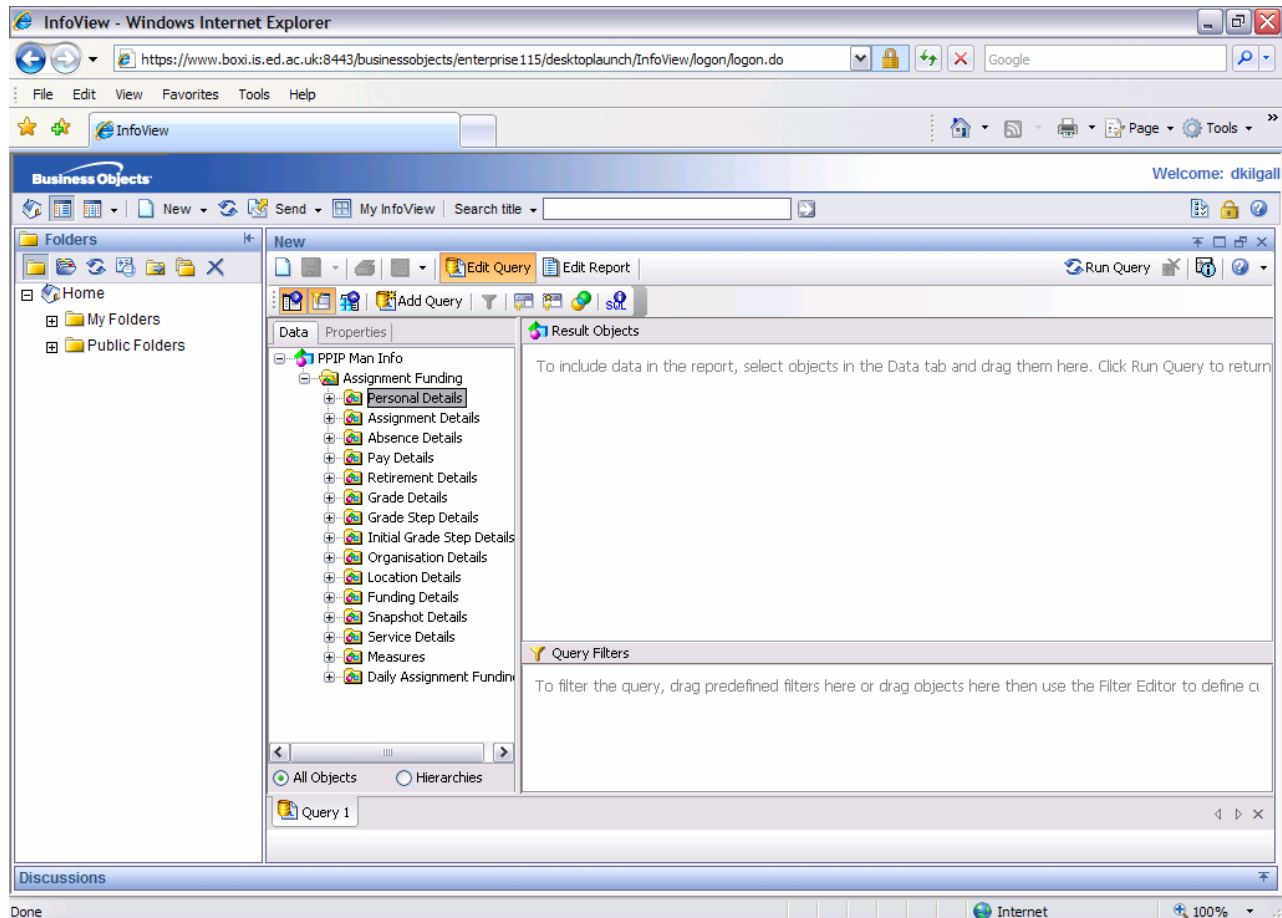 InfoView - Windows Internet Explorer
https://www.boxi.is.ed.ac.uk:8443/businessobjects/enterprise115/desktoplaunch/InfoView/logon/logon.do
Google
File Edit View Favorites Tools Help
InfoView
Page Tools
Business Objects
Welcome: dkilgall
New Send My InfoView Search title
Folders
New
Edit Query Edit Report Run Query
Home
My Folders
Public Folders
Add Query SQL
Data Properties
Result Objects
PPIP Man Info
To include data in the report, select objects in the Data tab and drag them here. Click Run Query to return
Assignment Funding
Personal Details
Assignment Details
Absence Details
Pay Details
Retirement Details
Grade Details
Grade Step Details
Initial Grade Step Details
Organisation Details
Location Details
Funding Details
Snapshot Details
Service Details
Measures
Daily Assignment Fundin
Query Filters
To filter the query, drag predefined filters here or drag objects here then use the Filter Editor to define
All Objects Hierarchies
Query 1
Discussions
Done
Internet 100%